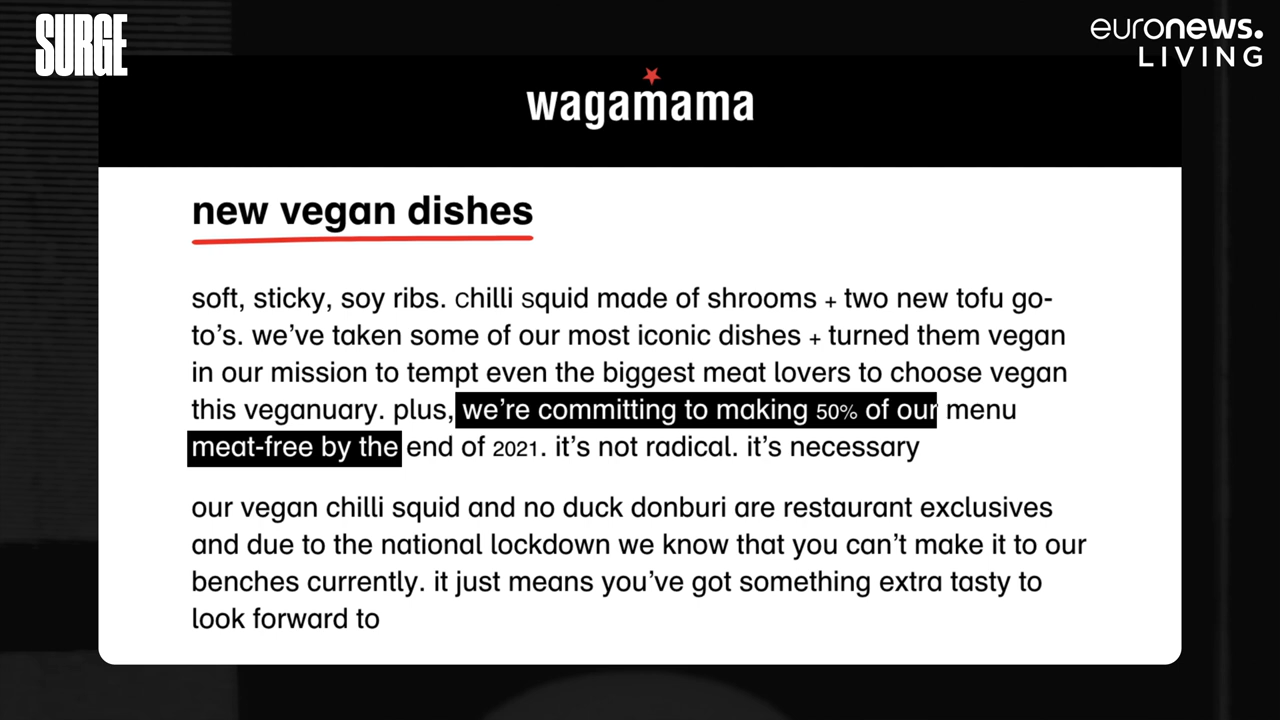 SURGE
euronews.
LIVING
wagamama
new vegan dishes
soft, sticky, soy ribs. chilli squid made of shrooms + two new tofu go-
to’s. we’ve taken some of our most iconic dishes + turned them vegan
in our mission to tempt even the biggest meat lovers to choose vegan
this veganuary. plus, we’re committing to making 50% of our menu
meat-free by the end of 2021. it’s not radical. it’s necessary
our vegan chilli squid and no duck donburi are restaurant exclusives
and due to the national lockdown we know that you can’t make it to our
benches currently. it just means you’ve got something extra tasty to
look forward to